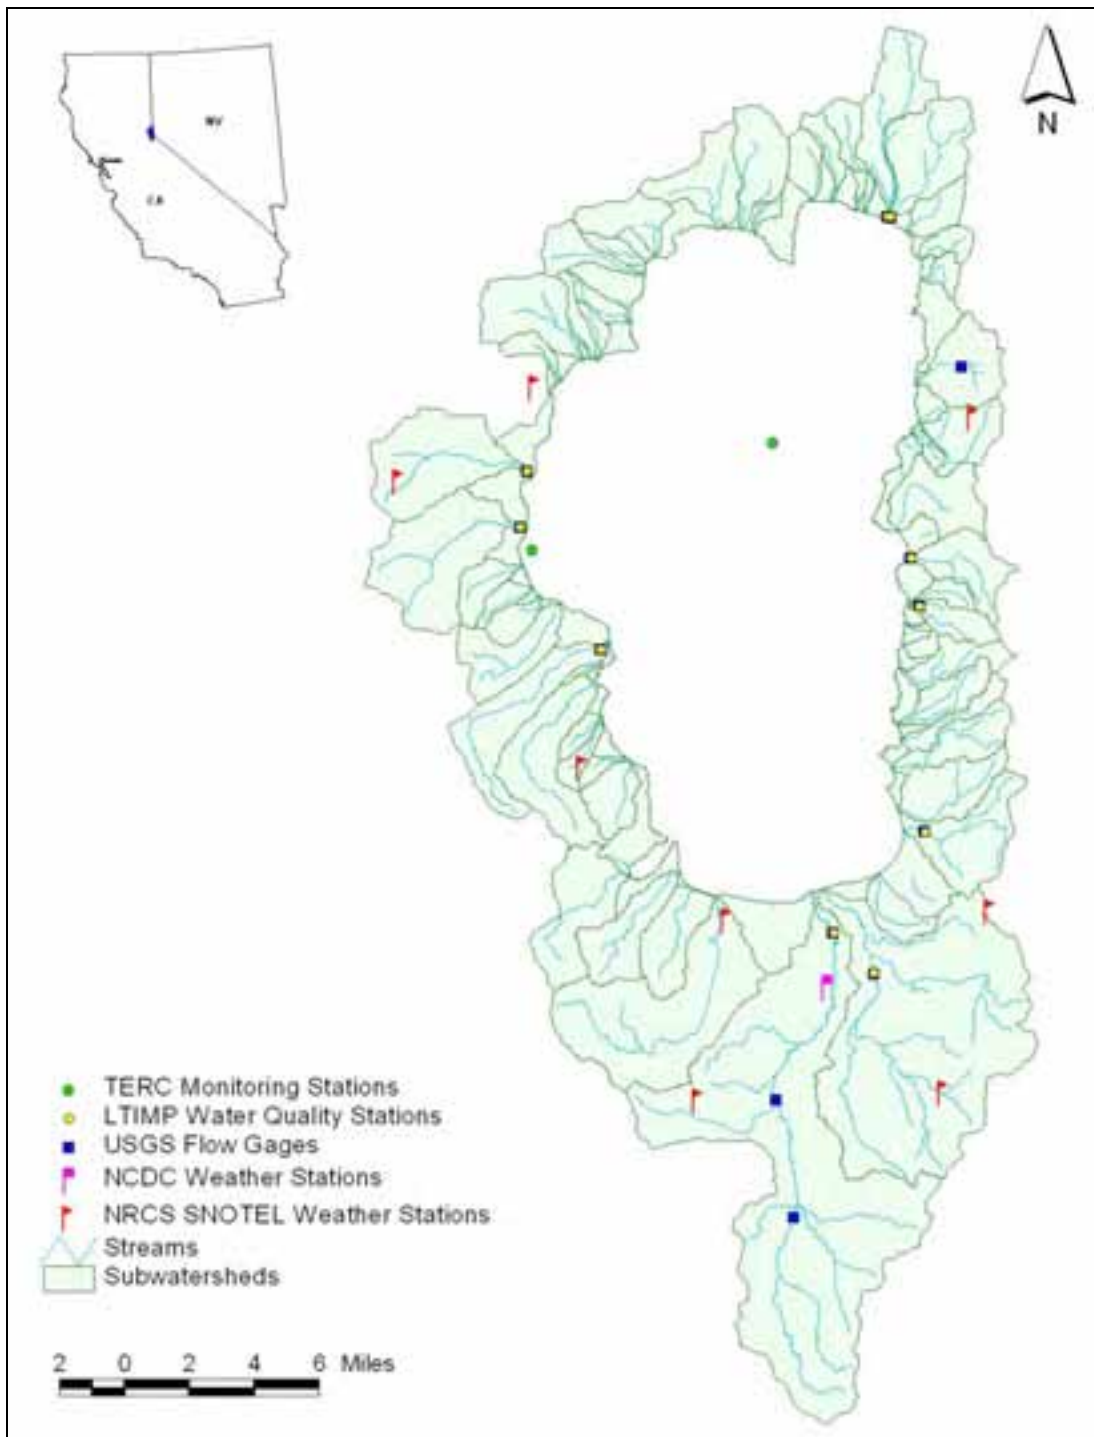 N
NV
CA
TERC Monitoring Stations
LTIMP Water Quality Stations
USGS Flow Gages
NCDC Weather Stations
NRCS SNOTEL Weather Stations
Streams
Subwatersheds
2 0 2 4 6 Miles